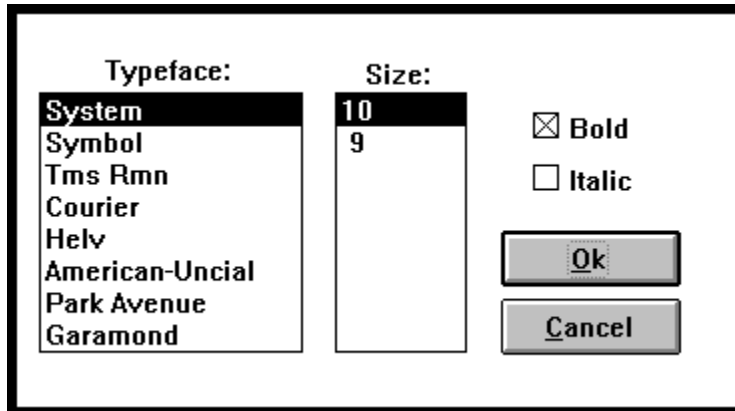 Typeface:
System
Symbol
Tms Rmn
Courier
Helv
American-Uncial
Park Avenue
Garamond
Size:
10
9
Bold
Italic
Ok
Cancel